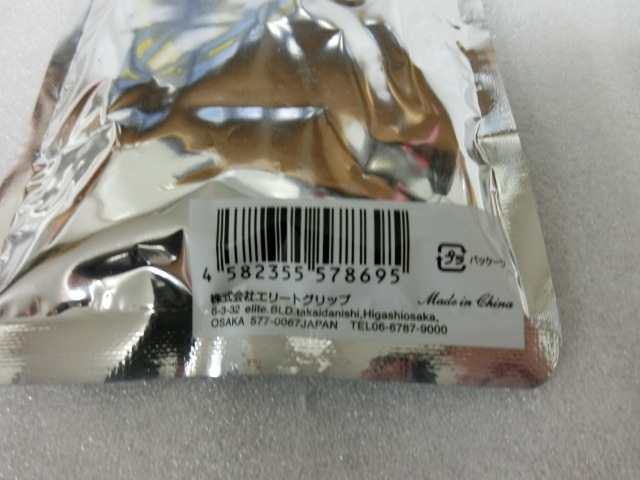 4 582355 578695
プラ パッケージ
株式会社エリートグリップ
6-3-32 elite.BLD.takaidanishi,Higashiosaka,
OSAKA 577-0067JAPAN TEL06-6787-9000
Made in China